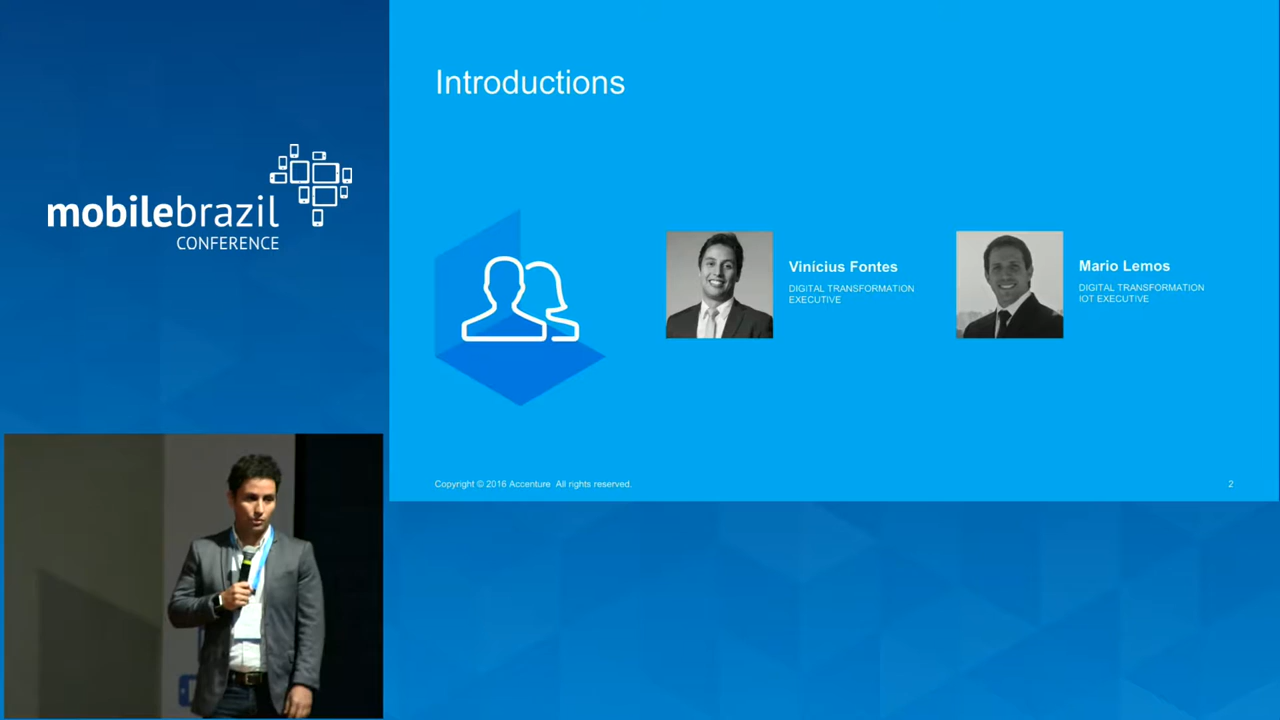 mobilebrazil
CONFERENCE
Introductions
Vinícius Fontes
DIGITAL TRANSFORMATION
EXECUTIVE
Mario Lemos
DIGITAL TRANSFORMATION
IOT EXECUTIVE
Copyright © 2016 Accenture All rights reserved.
2